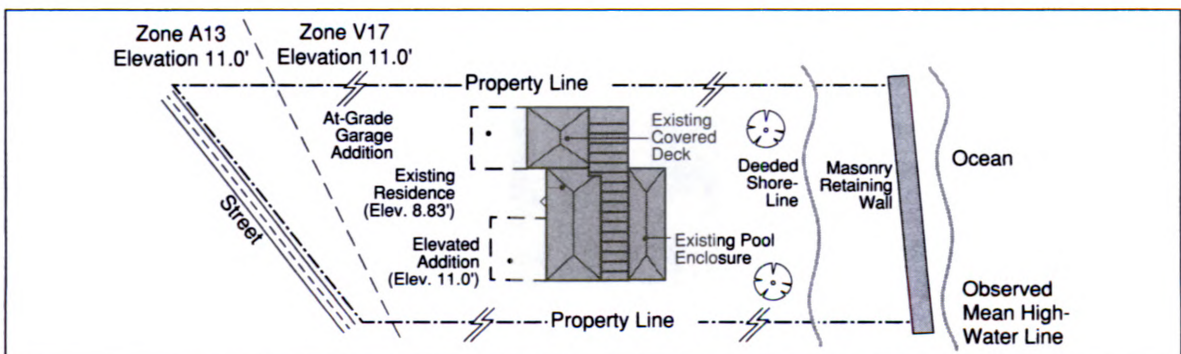 Zone A13
Elevation 11.0'
Zone V17
Elevation 11.0'
Property Line
At-Grade
Garage
Addition
Existing
Covered
Deck
Existing
Residence
(Elev. 8.83')
Deeded
Shore-
Line
Masonry
Retaining
Wall
Ocean
Street
Elevated
Addition
(Elev. 11.0')
Existing Pool
Enclosure
Property Line
Observed
Mean High-
Water Line